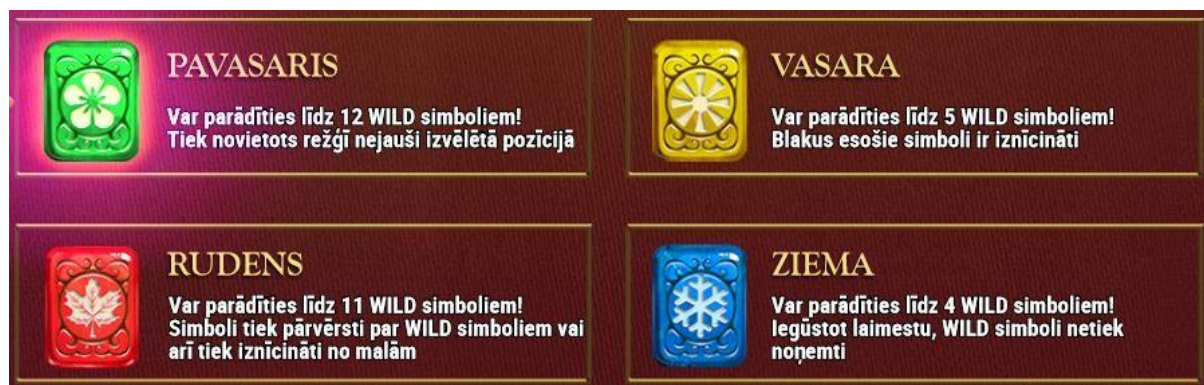 PAVASARIS
Var parādīties līdz 12 WILD simboliem!
Tiek novietots režģī nejauši izvēlētā pozīcijā
VASARA
Var parādīties līdz 5 WILD simboliem!
Blakus esošie simboli ir iznīcināti
RUDENS
Var parādīties līdz 11 WILD simboliem!
Simboli tiek pārvērsti par WILD simboliem vai
arī tiek iznīcināti no malām
ZIEMA
Var parādīties līdz 4 WILD simboliem!
Iegūstot laimestu, WILD simboli netiek
noņemti